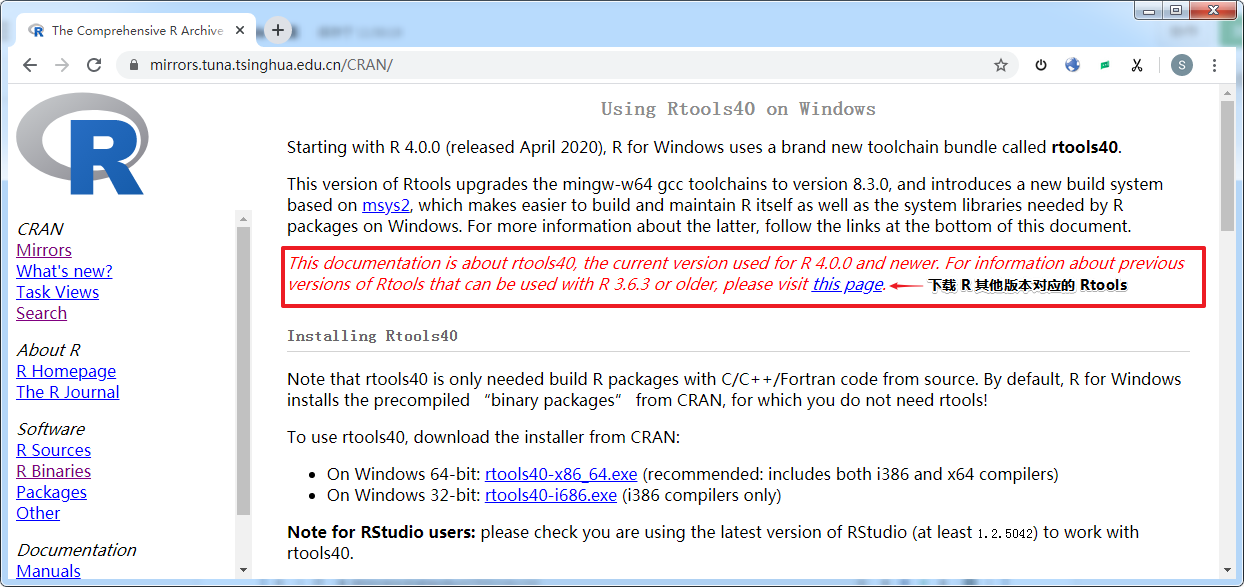 The Comprehensive R Archive
mirrors.tuna.tsinghua.edu.cn/CRAN/
S
R
CRAN
Mirrors
What's new?
Task Views
Search
About R
R Homepage
The R Journal
Software
R Sources
R Binaries
Packages
Other
Documentation
Manuals
Using Rtools40 on Windows
Starting with R 4.0.0 (released April 2020), R for Windows uses a brand new toolchain bundle called rtools40.
This version of Rtools upgrades the mingw-w64 gcc toolchains to version 8.3.0, and introduces a new build system
based on msys2, which makes easier to build and maintain R itself as well as the system libraries needed by R
packages on Windows. For more information about the latter, follow the links at the bottom of this document.
This documentation is about rtools40, the current version used for R 4.0.0 and newer. For information about previous
versions of Rtools that can be used with R 3.6.3 or older, please visit this page. 下载 R 其他版本对应的 Rtools
Installing Rtools40
Note that rtools40 is only needed build R packages with C/C++/Fortran code from source. By default, R for Windows
installs the precompiled “binary packages” from CRAN, for which you do not need rtools!
To use rtools40, download the installer from CRAN:
• On Windows 64-bit: rtools40-x86_64.exe (recommended: includes both i386 and x64 compilers)
• On Windows 32-bit: rtools40-i686.exe (i386 compilers only)
Note for RStudio users: please check you are using the latest version of RStudio (at least 1.2.5042) to work with
rtools40.